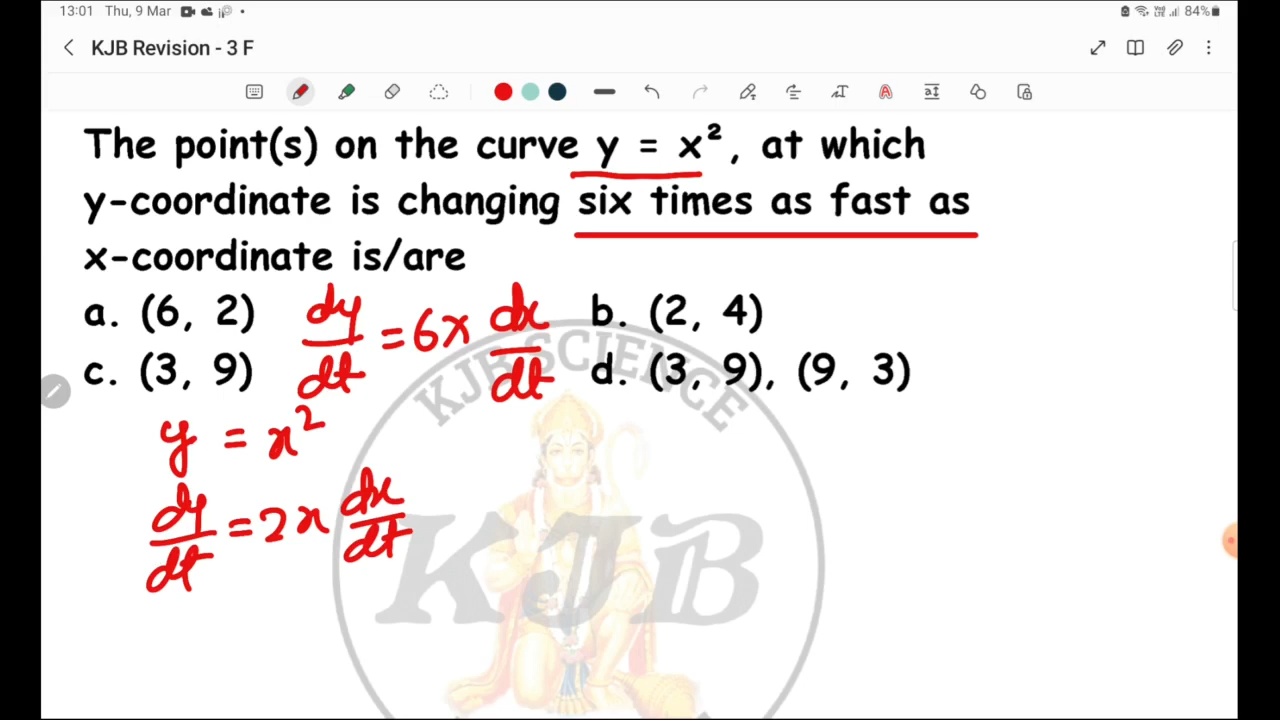 13:01 Thu, 9 Mar 84%
KJB Revision - 3 F
The point(s) on the curve y = x², at which
y-coordinate is changing six times as fast as
x-coordinate is/are
a. (6, 2) b. (2, 4)
dy/dt = 6x dx/dt
c. (3, 9) d. (3, 9), (9, 3)
y = x²
dy/dt = 2x dx/dt
KJB SCIENCE
KJB